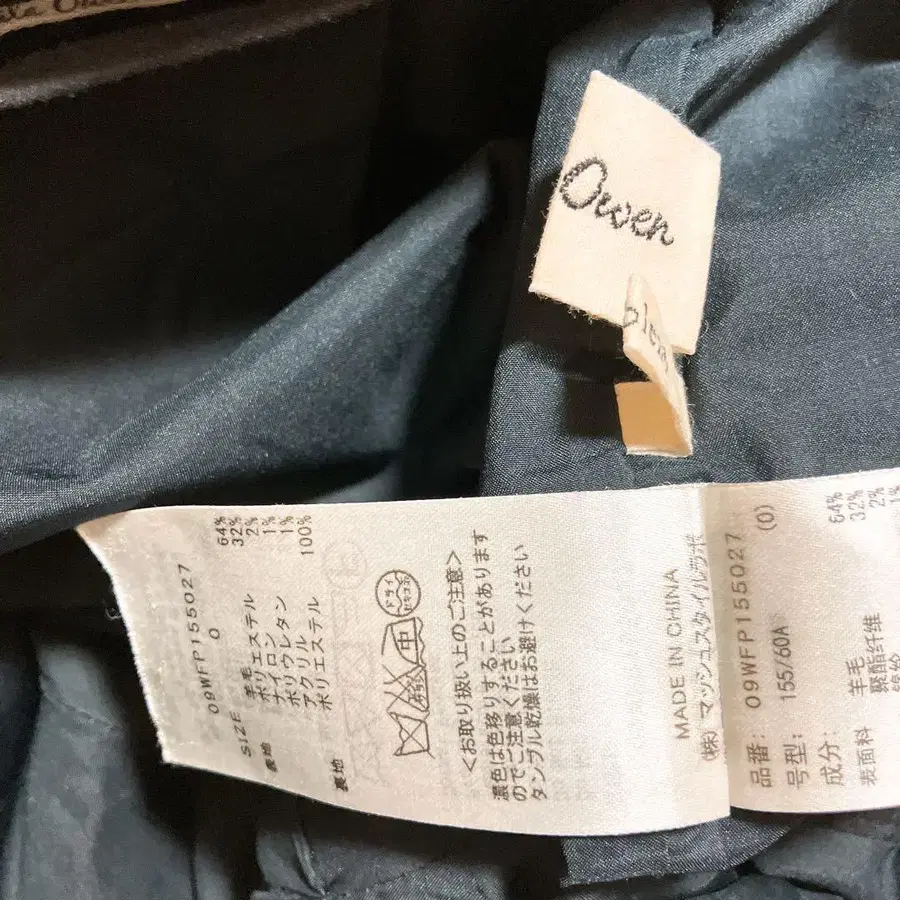 Owen
09WFP155027
SIZE 0
表地 羊毛 64%
ポリエステル 32%
ナイロン 2%
ポリウレタン 1%
アクリル 1%
裏地 ポリエステル 100%
ドライ
<お取り扱い上のご注意>
濃色は色移りすることがあります
のでご注意ください
タンブル乾燥はお避けください
MADE IN CHINA
(株)マッシュスタイルラボ
品番: 09WFP155027
号型: 155/60A (0)
成分:
表面料 羊毛 64%
聚酯纤维 32%
2%
1%